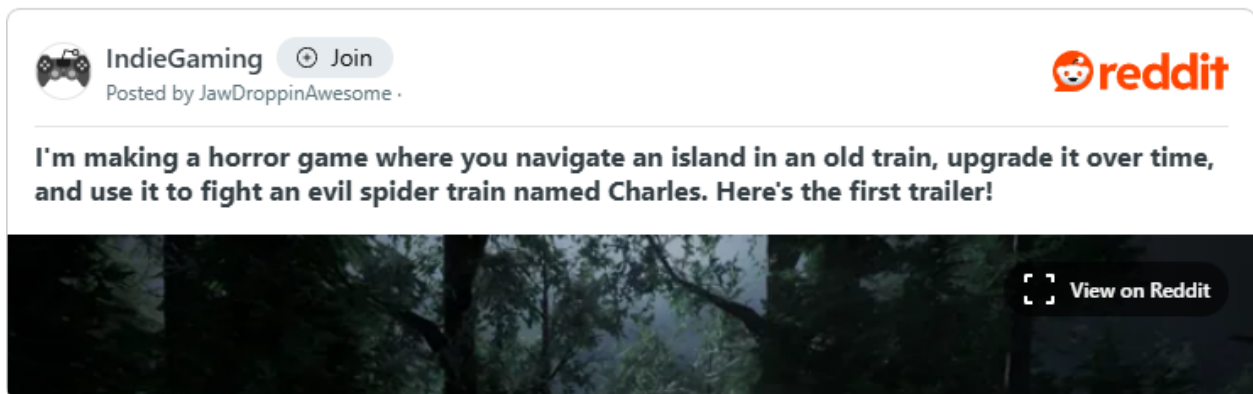 IndieGaming Join
Posted by JawDroppinAwesome ·
reddit
I'm making a horror game where you navigate an island in an old train, upgrade it over time,
and use it to fight an evil spider train named Charles. Here's the first trailer!
View on Reddit